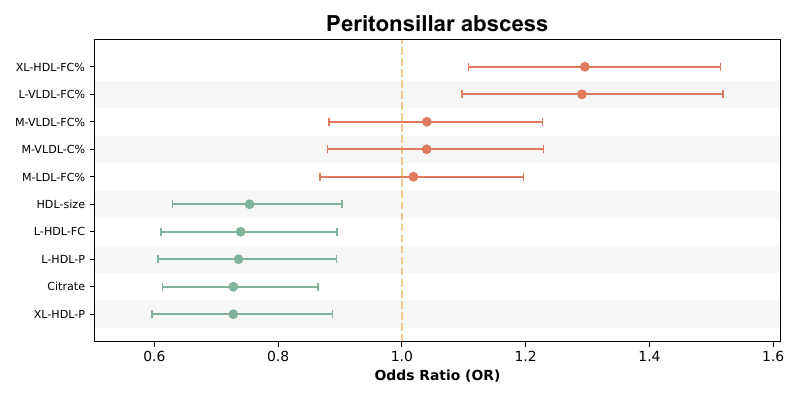 Peritonsillar abscess
XL-HDL-FC%
L-VLDL-FC%
M-VLDL-FC%
M-VLDL-C%
M-LDL-FC%
HDL-size
L-HDL-FC
L-HDL-P
Citrate
XL-HDL-P
0.6 0.8 1.0 1.2 1.4 1.6
Odds Ratio (OR)